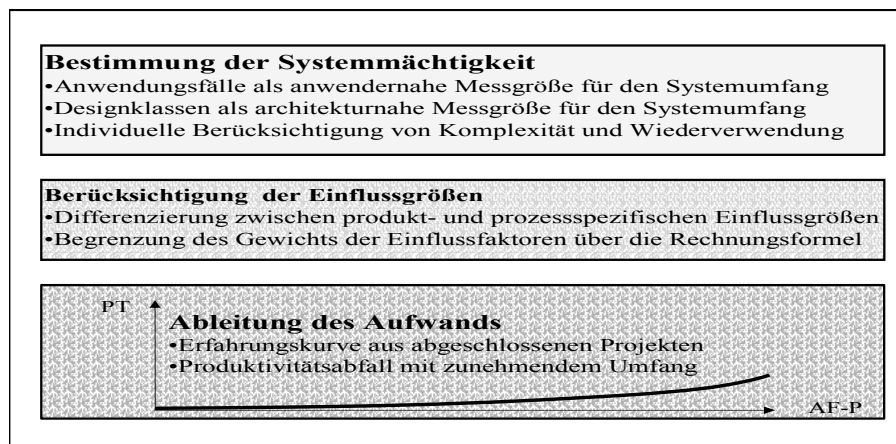 Bestimmung der Systemmächtigkeit
•Anwendungsfälle als anwendernahe Messgröße für den Systemumfang
•Designklassen als architekturnahe Messgröße für den Systemumfang
•Individuelle Berücksichtigung von Komplexität und Wiederverwendung
Berücksichtigung der Einflussgrößen
•Differenzierung zwischen produkt- und prozessspezifischen Einflussgrößen
•Begrenzung des Gewichts der Einflussfaktoren über die Rechnungsformel
PT
Ableitung des Aufwands
•Erfahrungskurve aus abgeschlossenen Projekten
•Produktivitätsabfall mit zunehmendem Umfang
AF-P